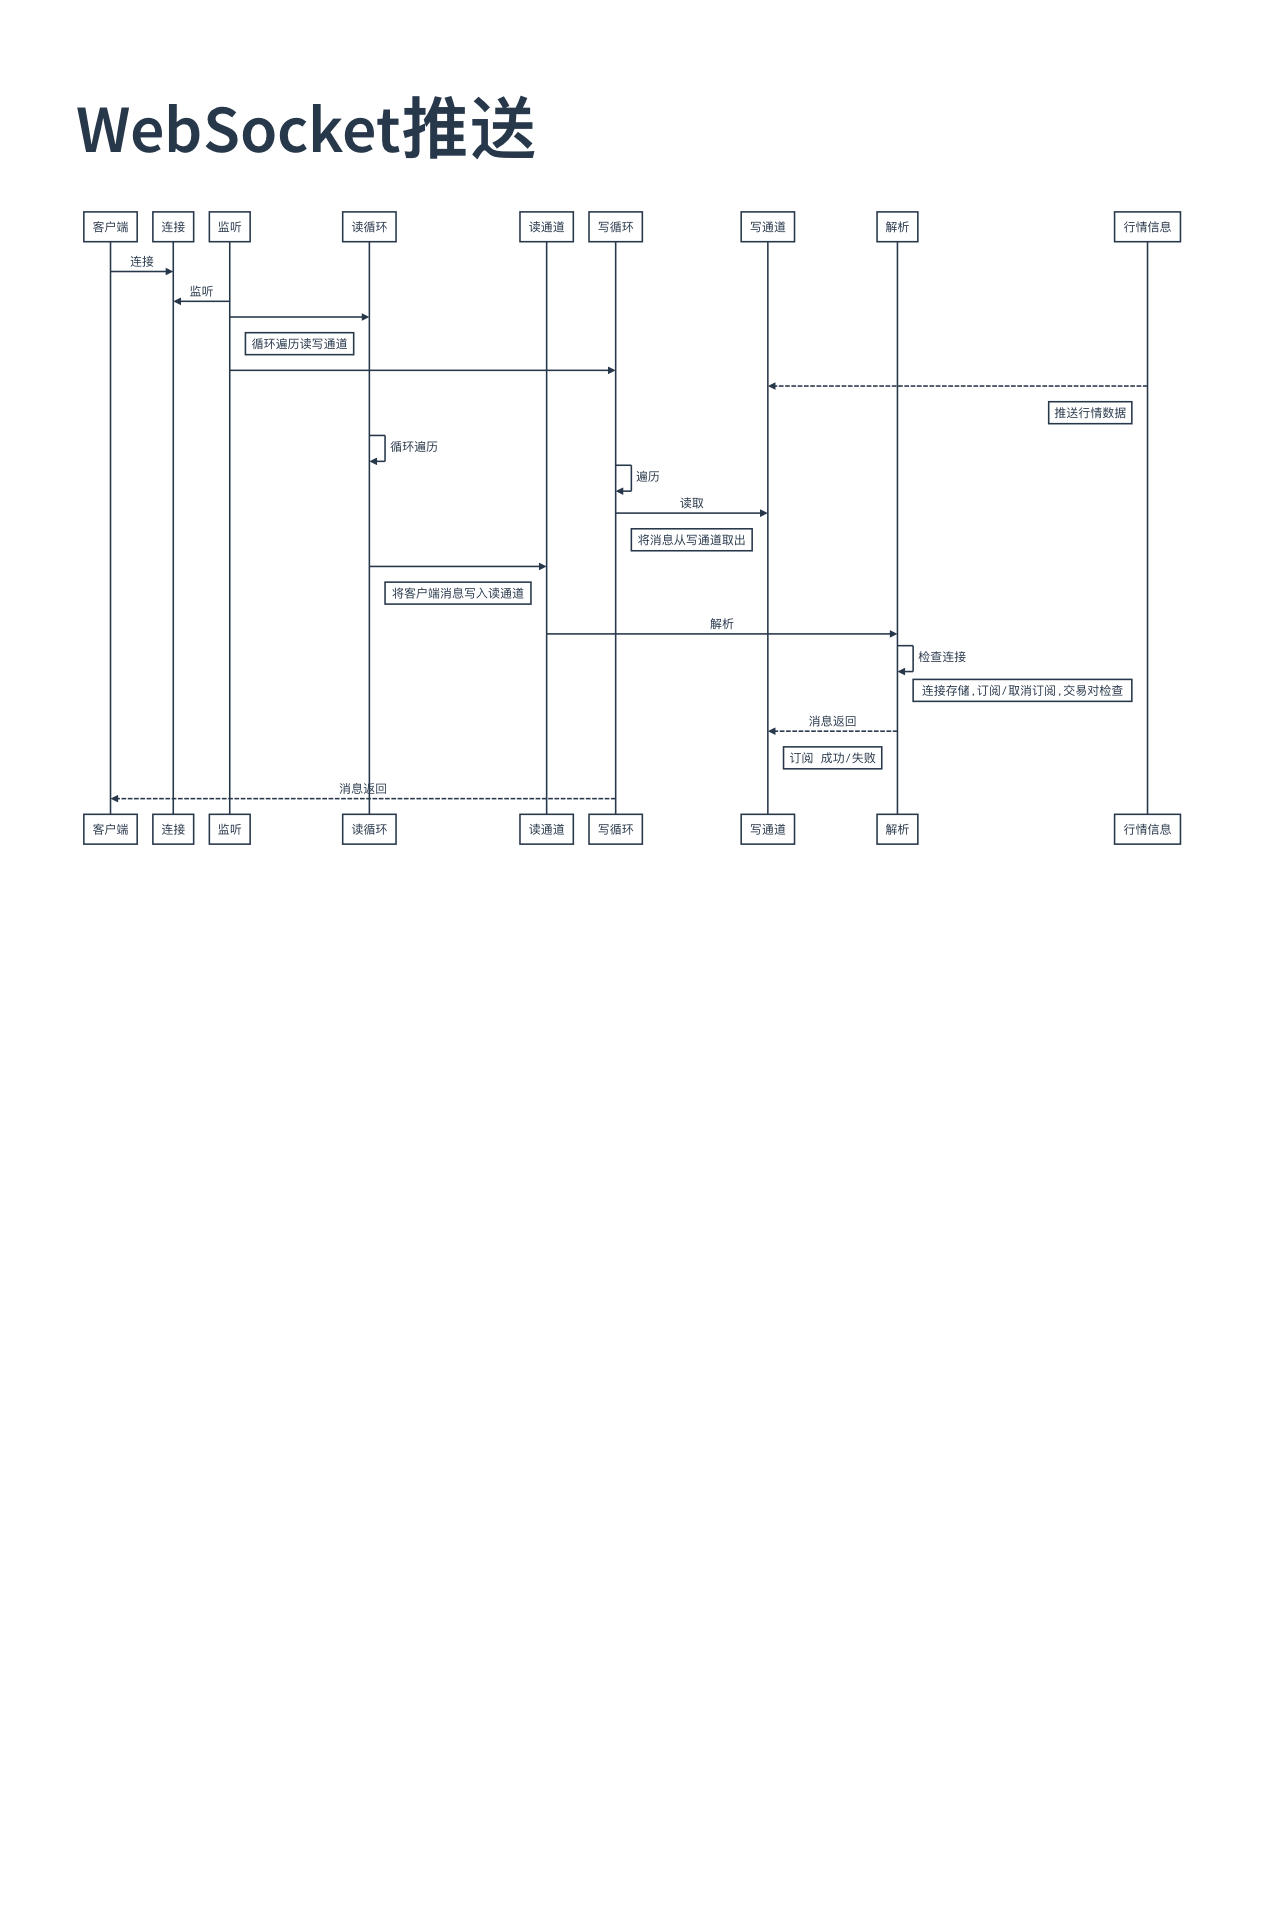 WebSocket推送
客户端 连接 监听 读循环 读通道 写循环 写通道 解析 行情信息
连接
监听
循环遍历读写通道
推送行情数据
循环遍历
遍历
读取
将消息从写通道取出
将客户端消息写入读通道
解析
检查连接
连接存储,订阅/取消订阅,交易对检查
消息返回
订阅 成功/失败
消息返回
客户端 连接 监听 读循环 读通道 写循环 写通道 解析 行情信息